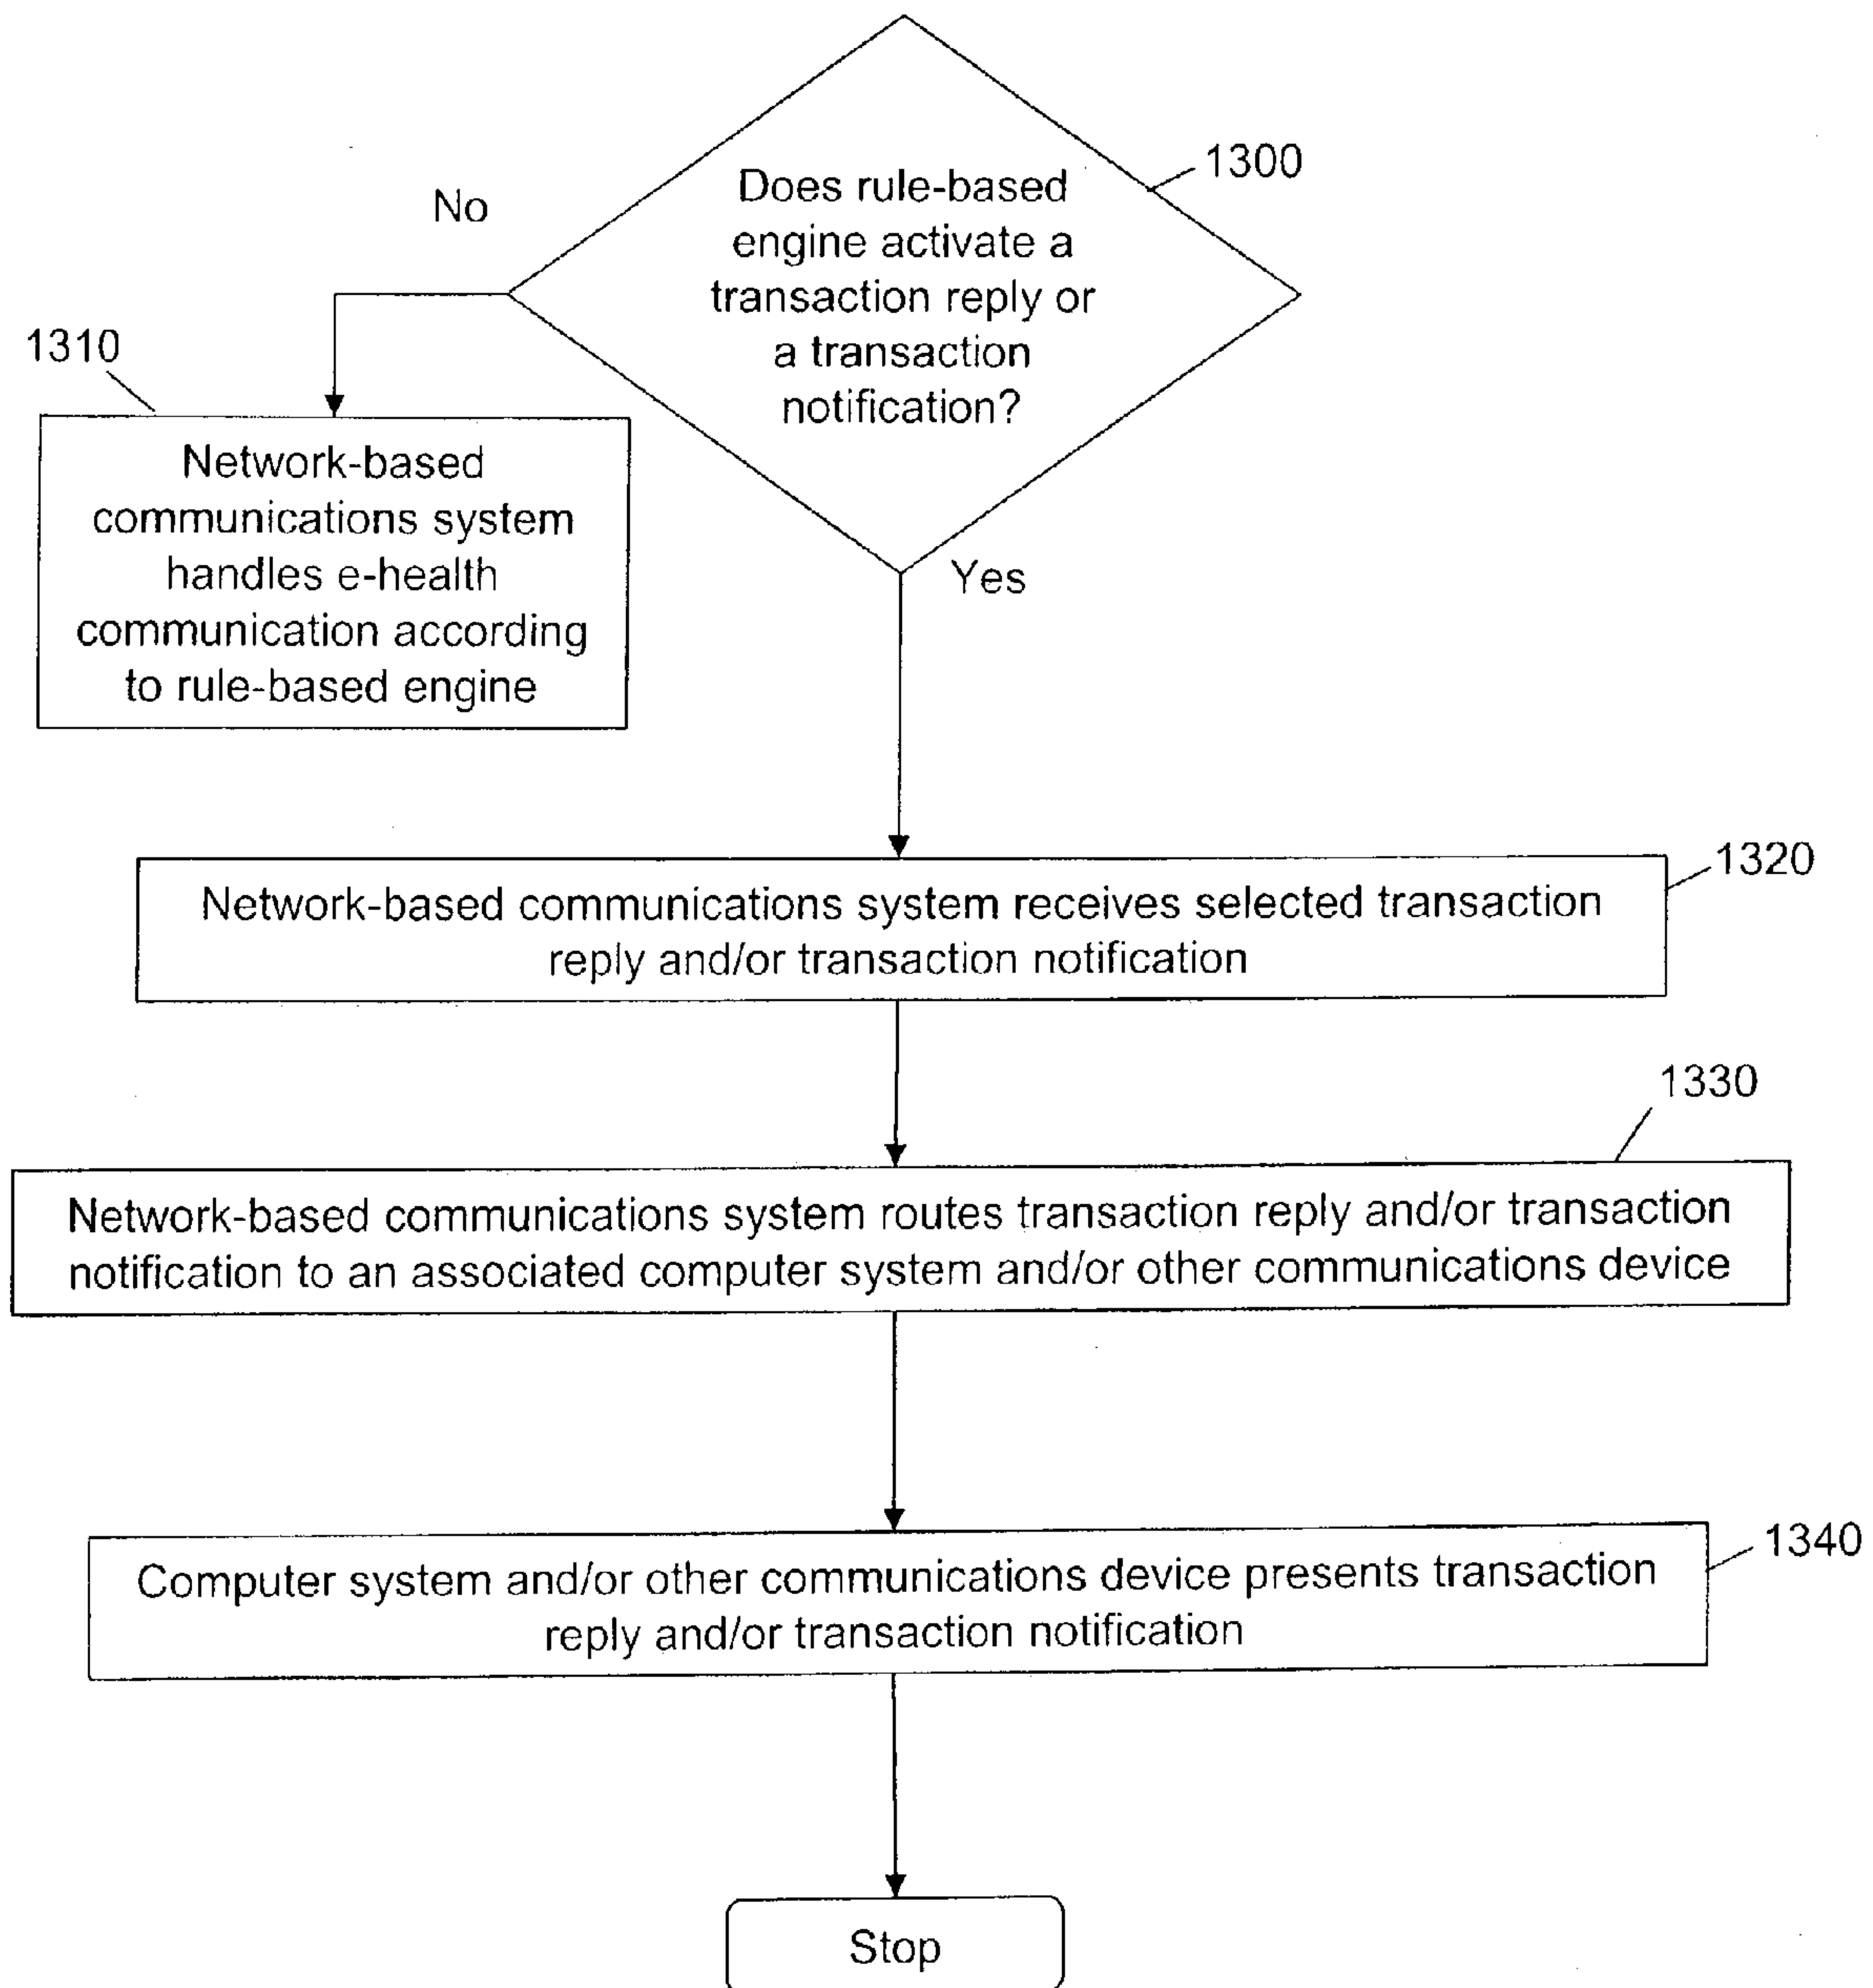 1300
Does rule-based
engine activate a
transaction reply or
a transaction
notification?
No
1310
Network-based
communications system
handles e-health
communication according
to rule-based engine
Yes
1320
Network-based communications system receives selected transaction
reply and/or transaction notification
1330
Network-based communications system routes transaction reply and/or transaction
notification to an associated computer system and/or other communications device
1340
Computer system and/or other communications device presents transaction
reply and/or transaction notification
Stop